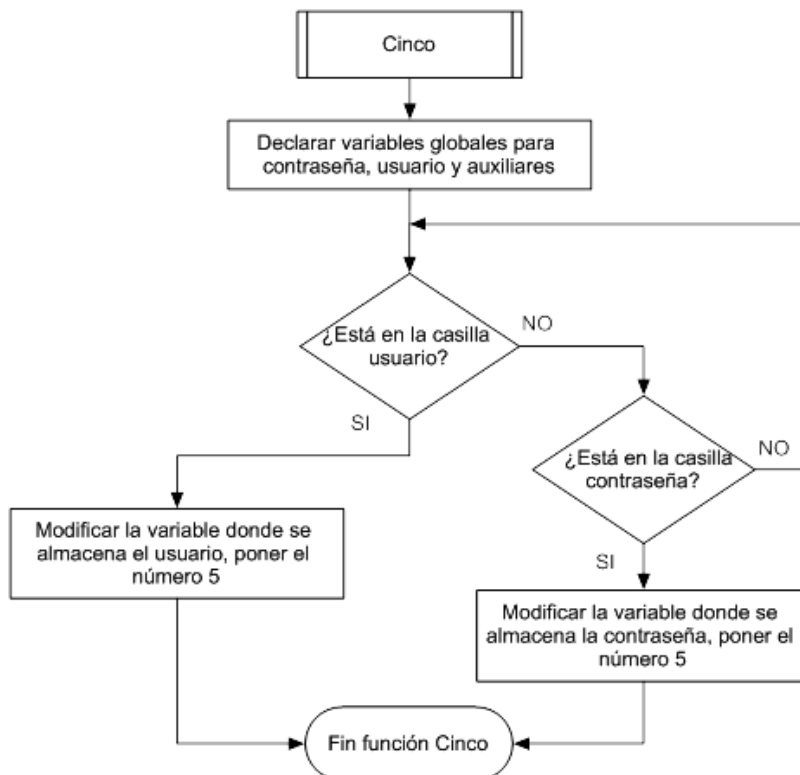 Cinco
Declarar variables globales para
contraseña, usuario y auxiliares
¿Está en la casilla
usuario?
NO
SI
¿Está en la casilla
contraseña?
NO
SI
Modificar la variable donde se
almacena el usuario, poner el
número 5
Modificar la variable donde se
almacena la contraseña, poner el
número 5
Fin función Cinco